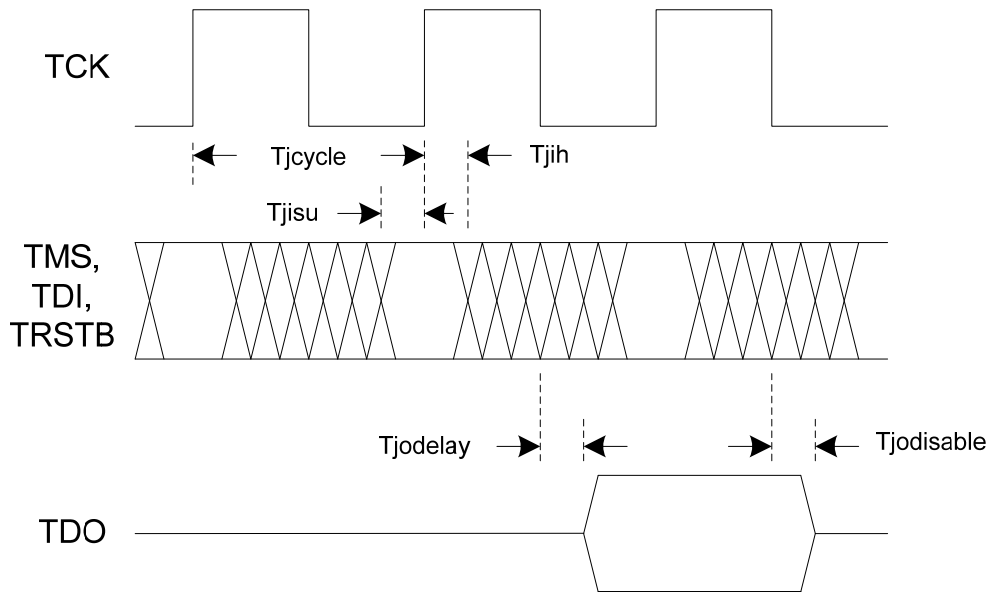 TCK
Tjcycle
Tjih
Tjisu
TMS,
TDI,
TRSTB
Tjodelay
Tjodisable
TDO